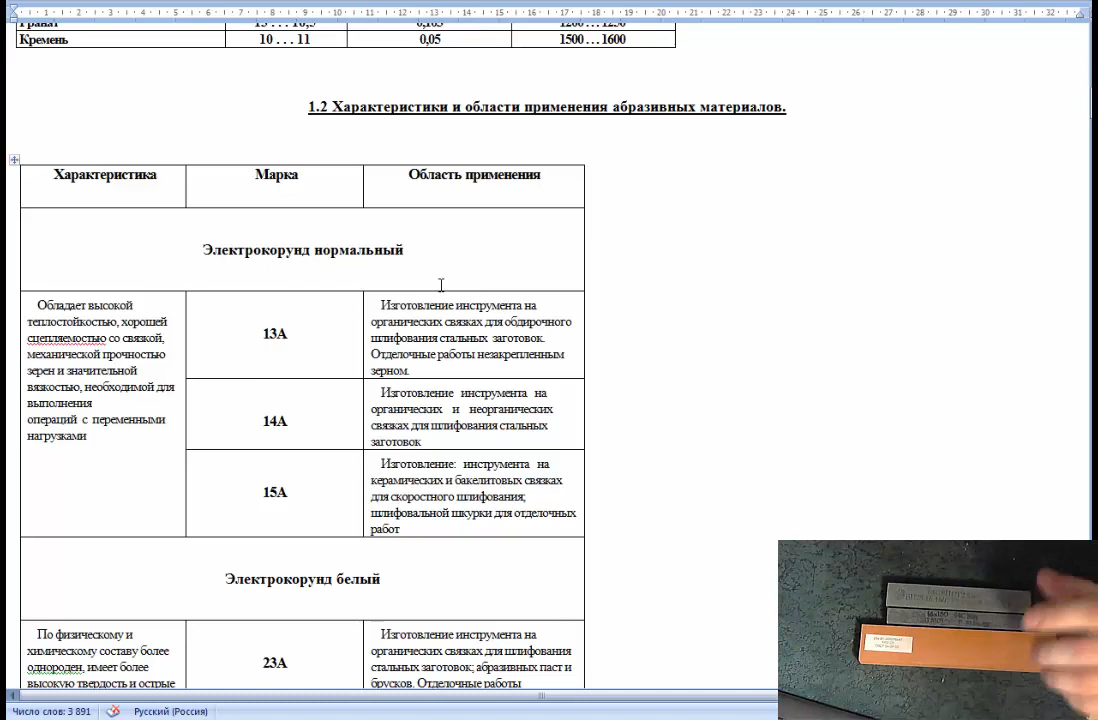 Гранат
1200...1250
Кремень 10 ... 11 0,05 1500...1600
1.2 Характеристики и области применения абразивных материалов.
Характеристика Марка Область применения
Электрокорунд нормальный
Обладает высокой
теплостойкостью, хорошей
сцепляемостью со связкой,
механической прочностью
зерен и значительной
вязкостью, необходимой для
выполнения
операций с переменными
нагрузками
13А
Изготовление инструмента на
органических связках для обдирочного
шлифования стальных заготовок.
Отделочные работы незакрепленным
зерном.
14А
Изготовление инструмента на
органических и неорганических
связках для шлифования стальных
заготовок
15А
Изготовление: инструмента на
керамических и бакелитовых связках
для скоростного шлифования;
шлифовальной шкурки для отделочных
работ
Электрокорунд белый
По физическому и
химическому составу более
однороден, имеет более
высокую твердость и острые
23А
Изготовление инструмента на
органических связках для шлифования
стальных заготовок; абразивных паст и
брусков. Отделочные работы
Число слов: 3 891 Русский (Россия)